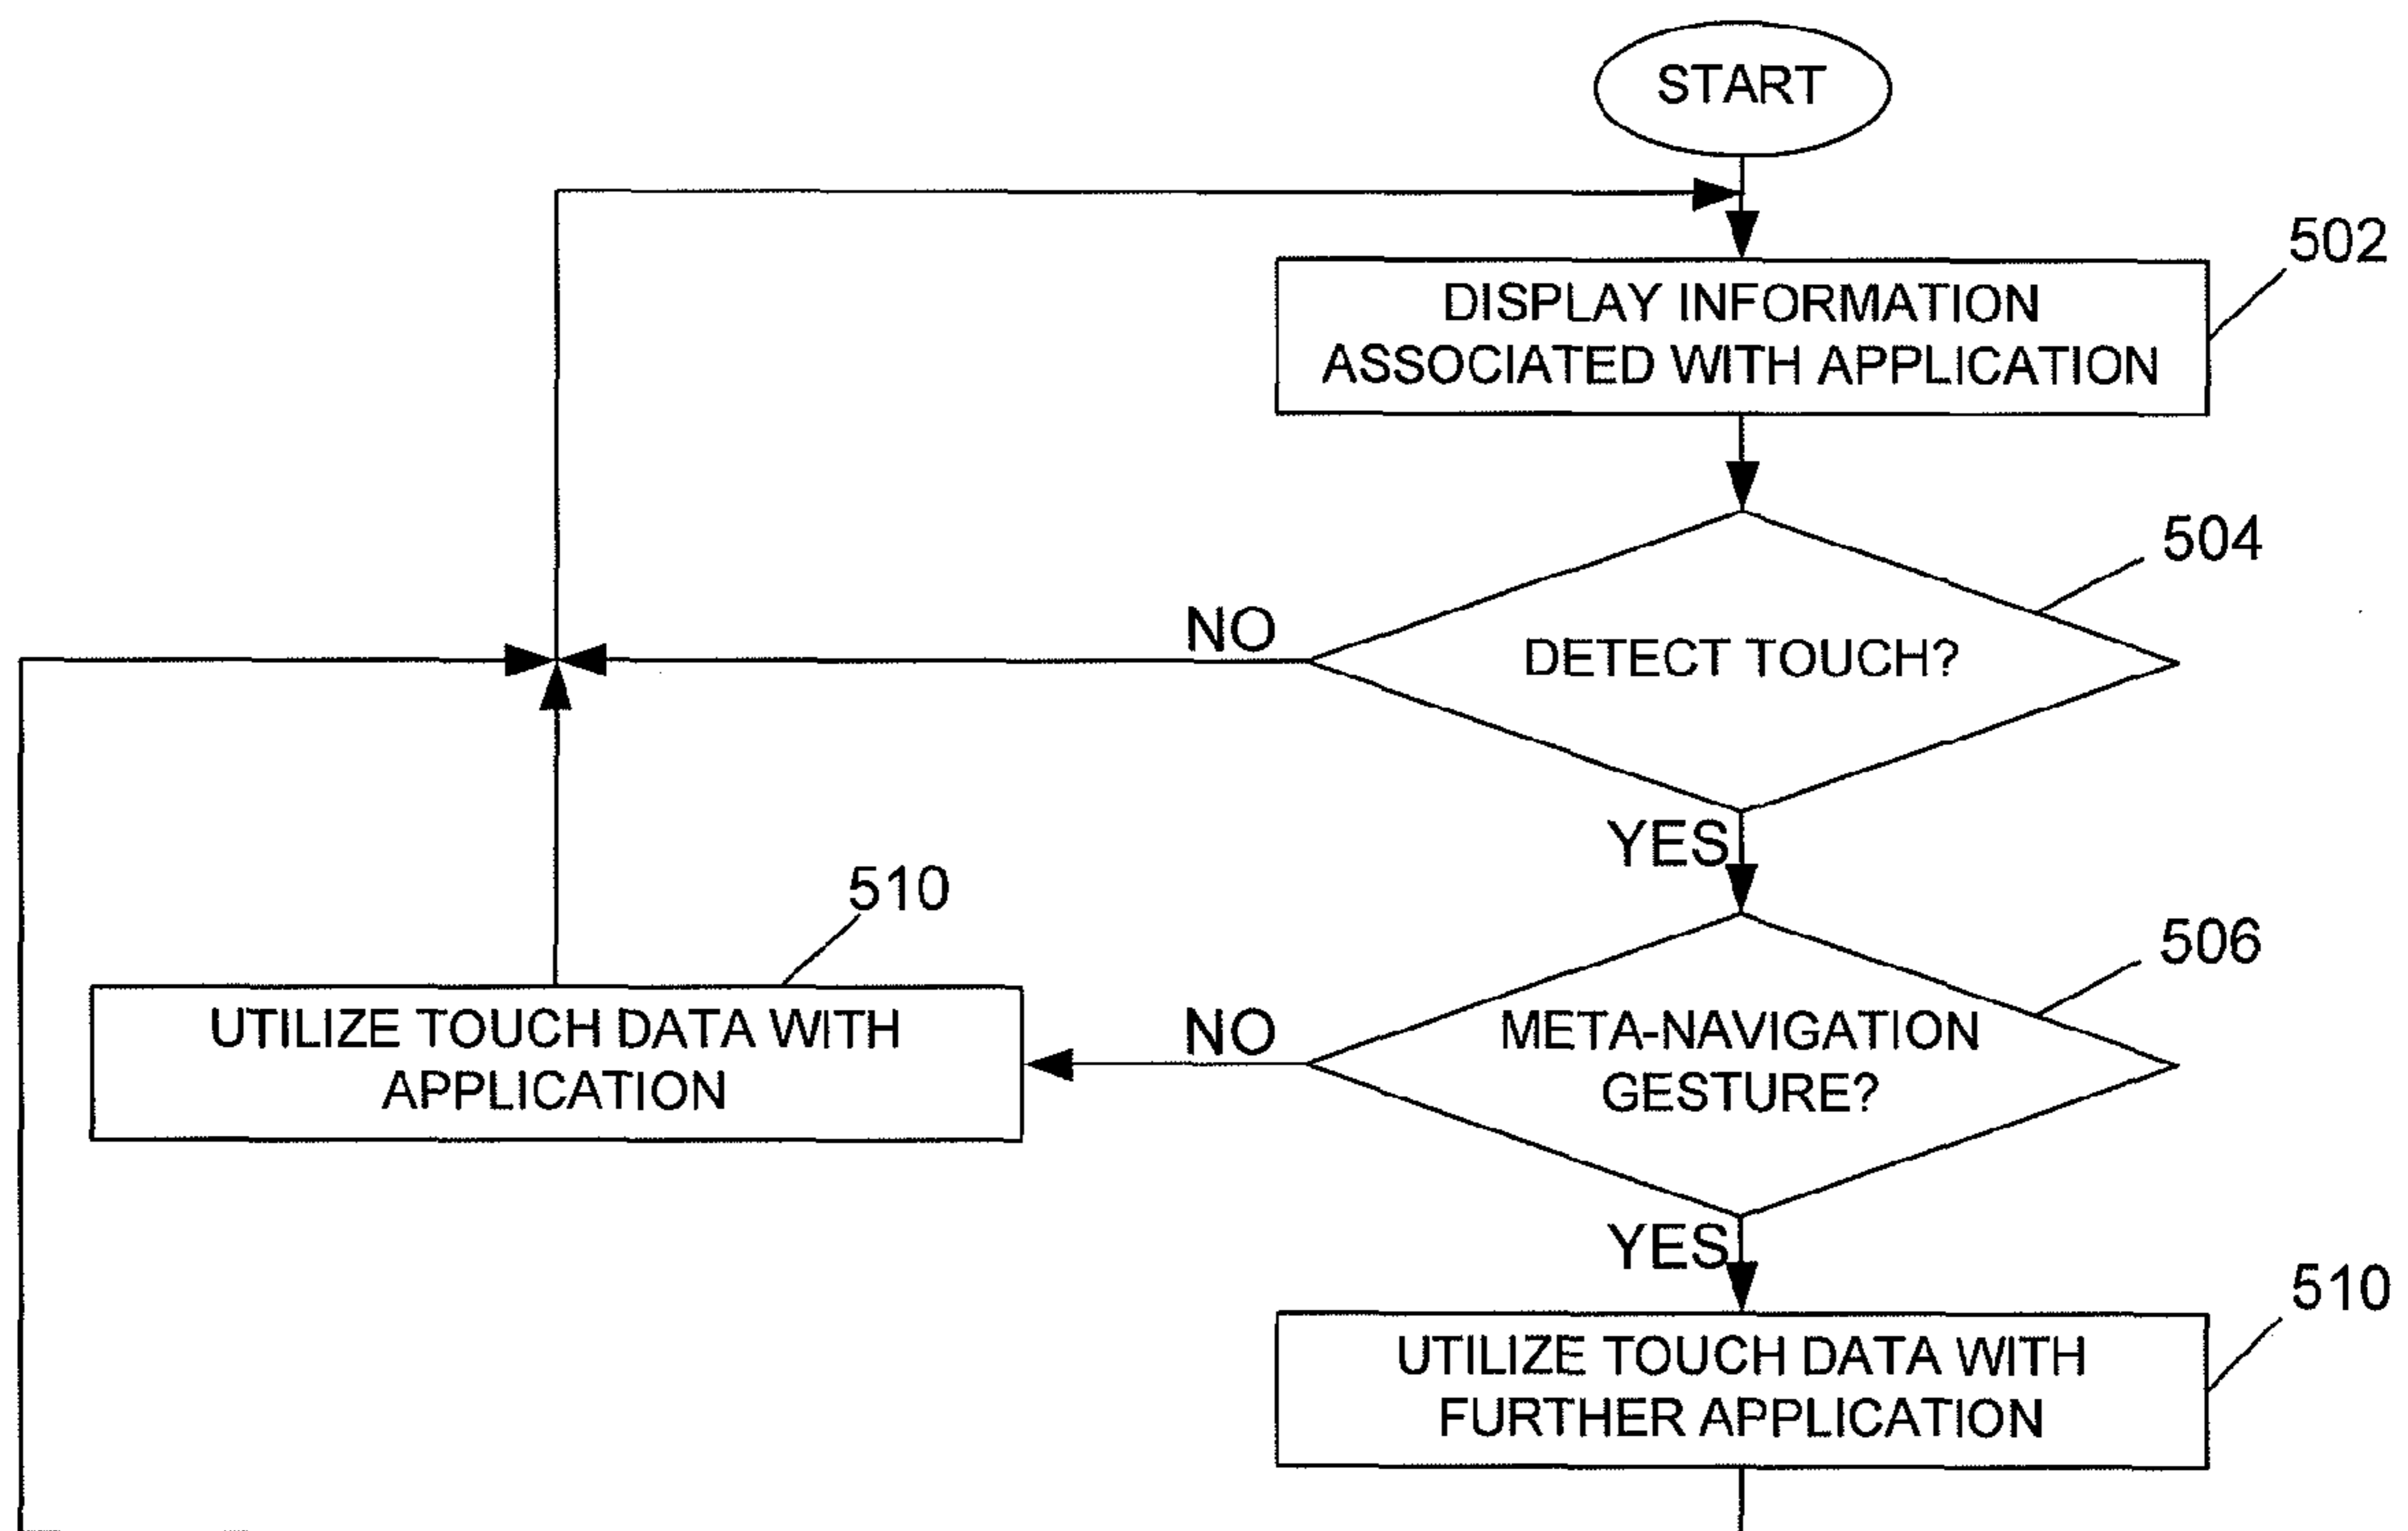 START
502
DISPLAY INFORMATION
ASSOCIATED WITH APPLICATION
504
NO
DETECT TOUCH?
YES
510
506
UTILIZE TOUCH DATA WITH
APPLICATION
NO
META-NAVIGATION
GESTURE?
YES
510
UTILIZE TOUCH DATA WITH
FURTHER APPLICATION